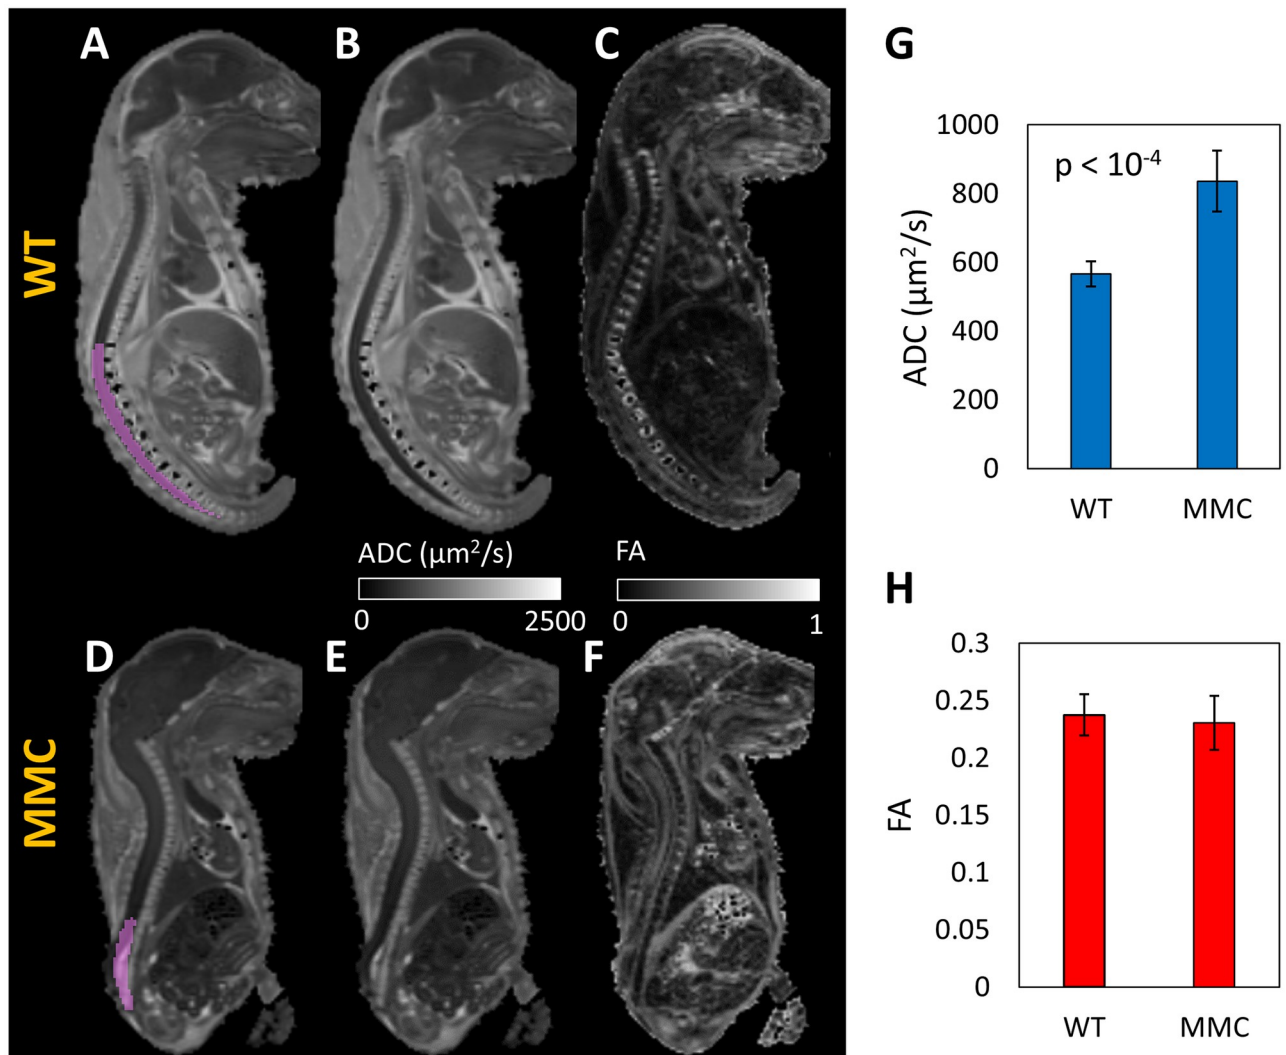 A
B
C
WT
ADC (µm²/s)
0
2500
FA
0
1
D
E
F
MMC
G
1000
800
600
400
200
0
ADC (µm²/s)
p < 10⁻⁴
WT
MMC
H
0.3
0.25
0.2
0.15
0.1
0.05
0
FA
WT
MMC